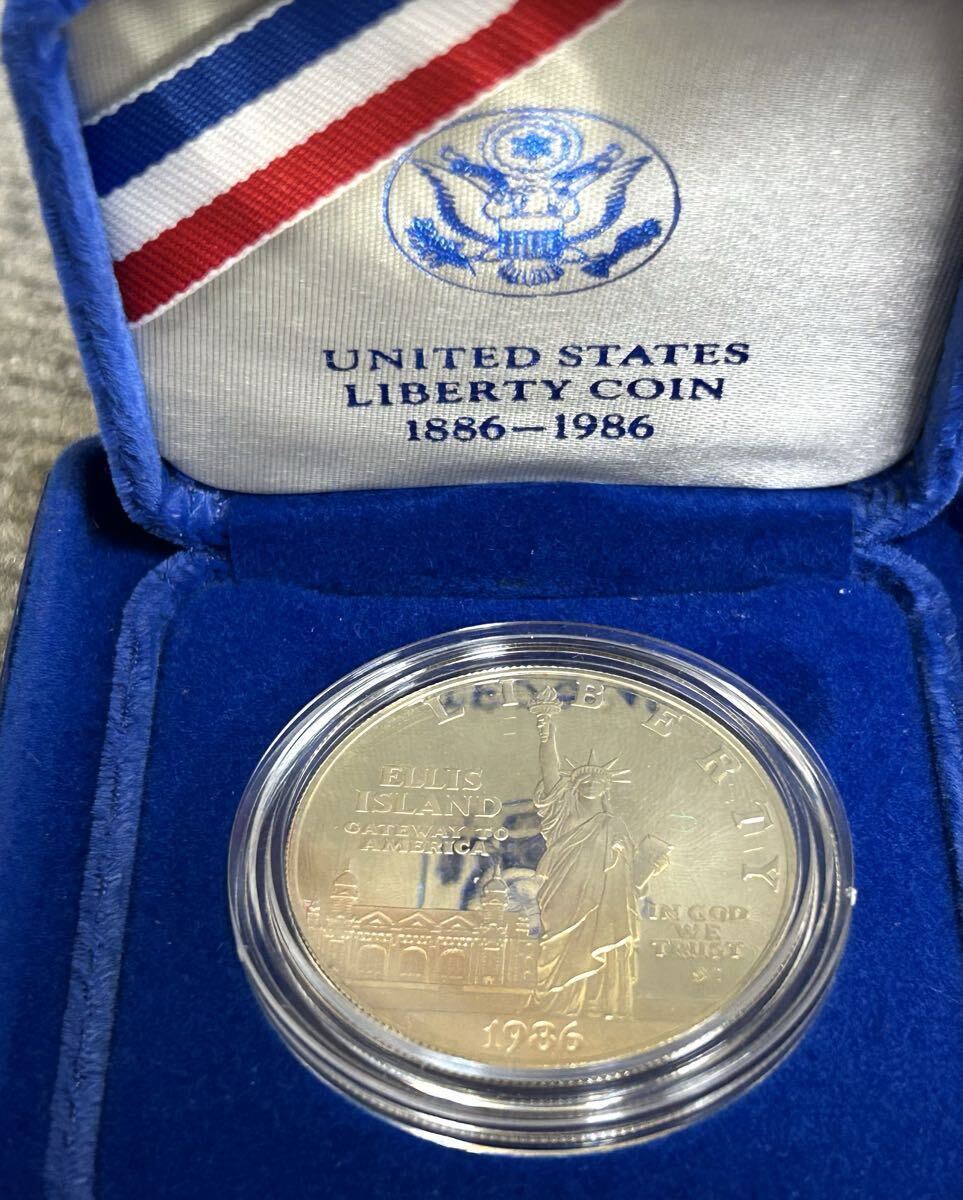 UNITED STATES
LIBERTY COIN
1886–1986
LIBERTY
ELLIS
ISLAND
GATEWAY TO
AMERICA
IN GOD
WE
TRUST
1986